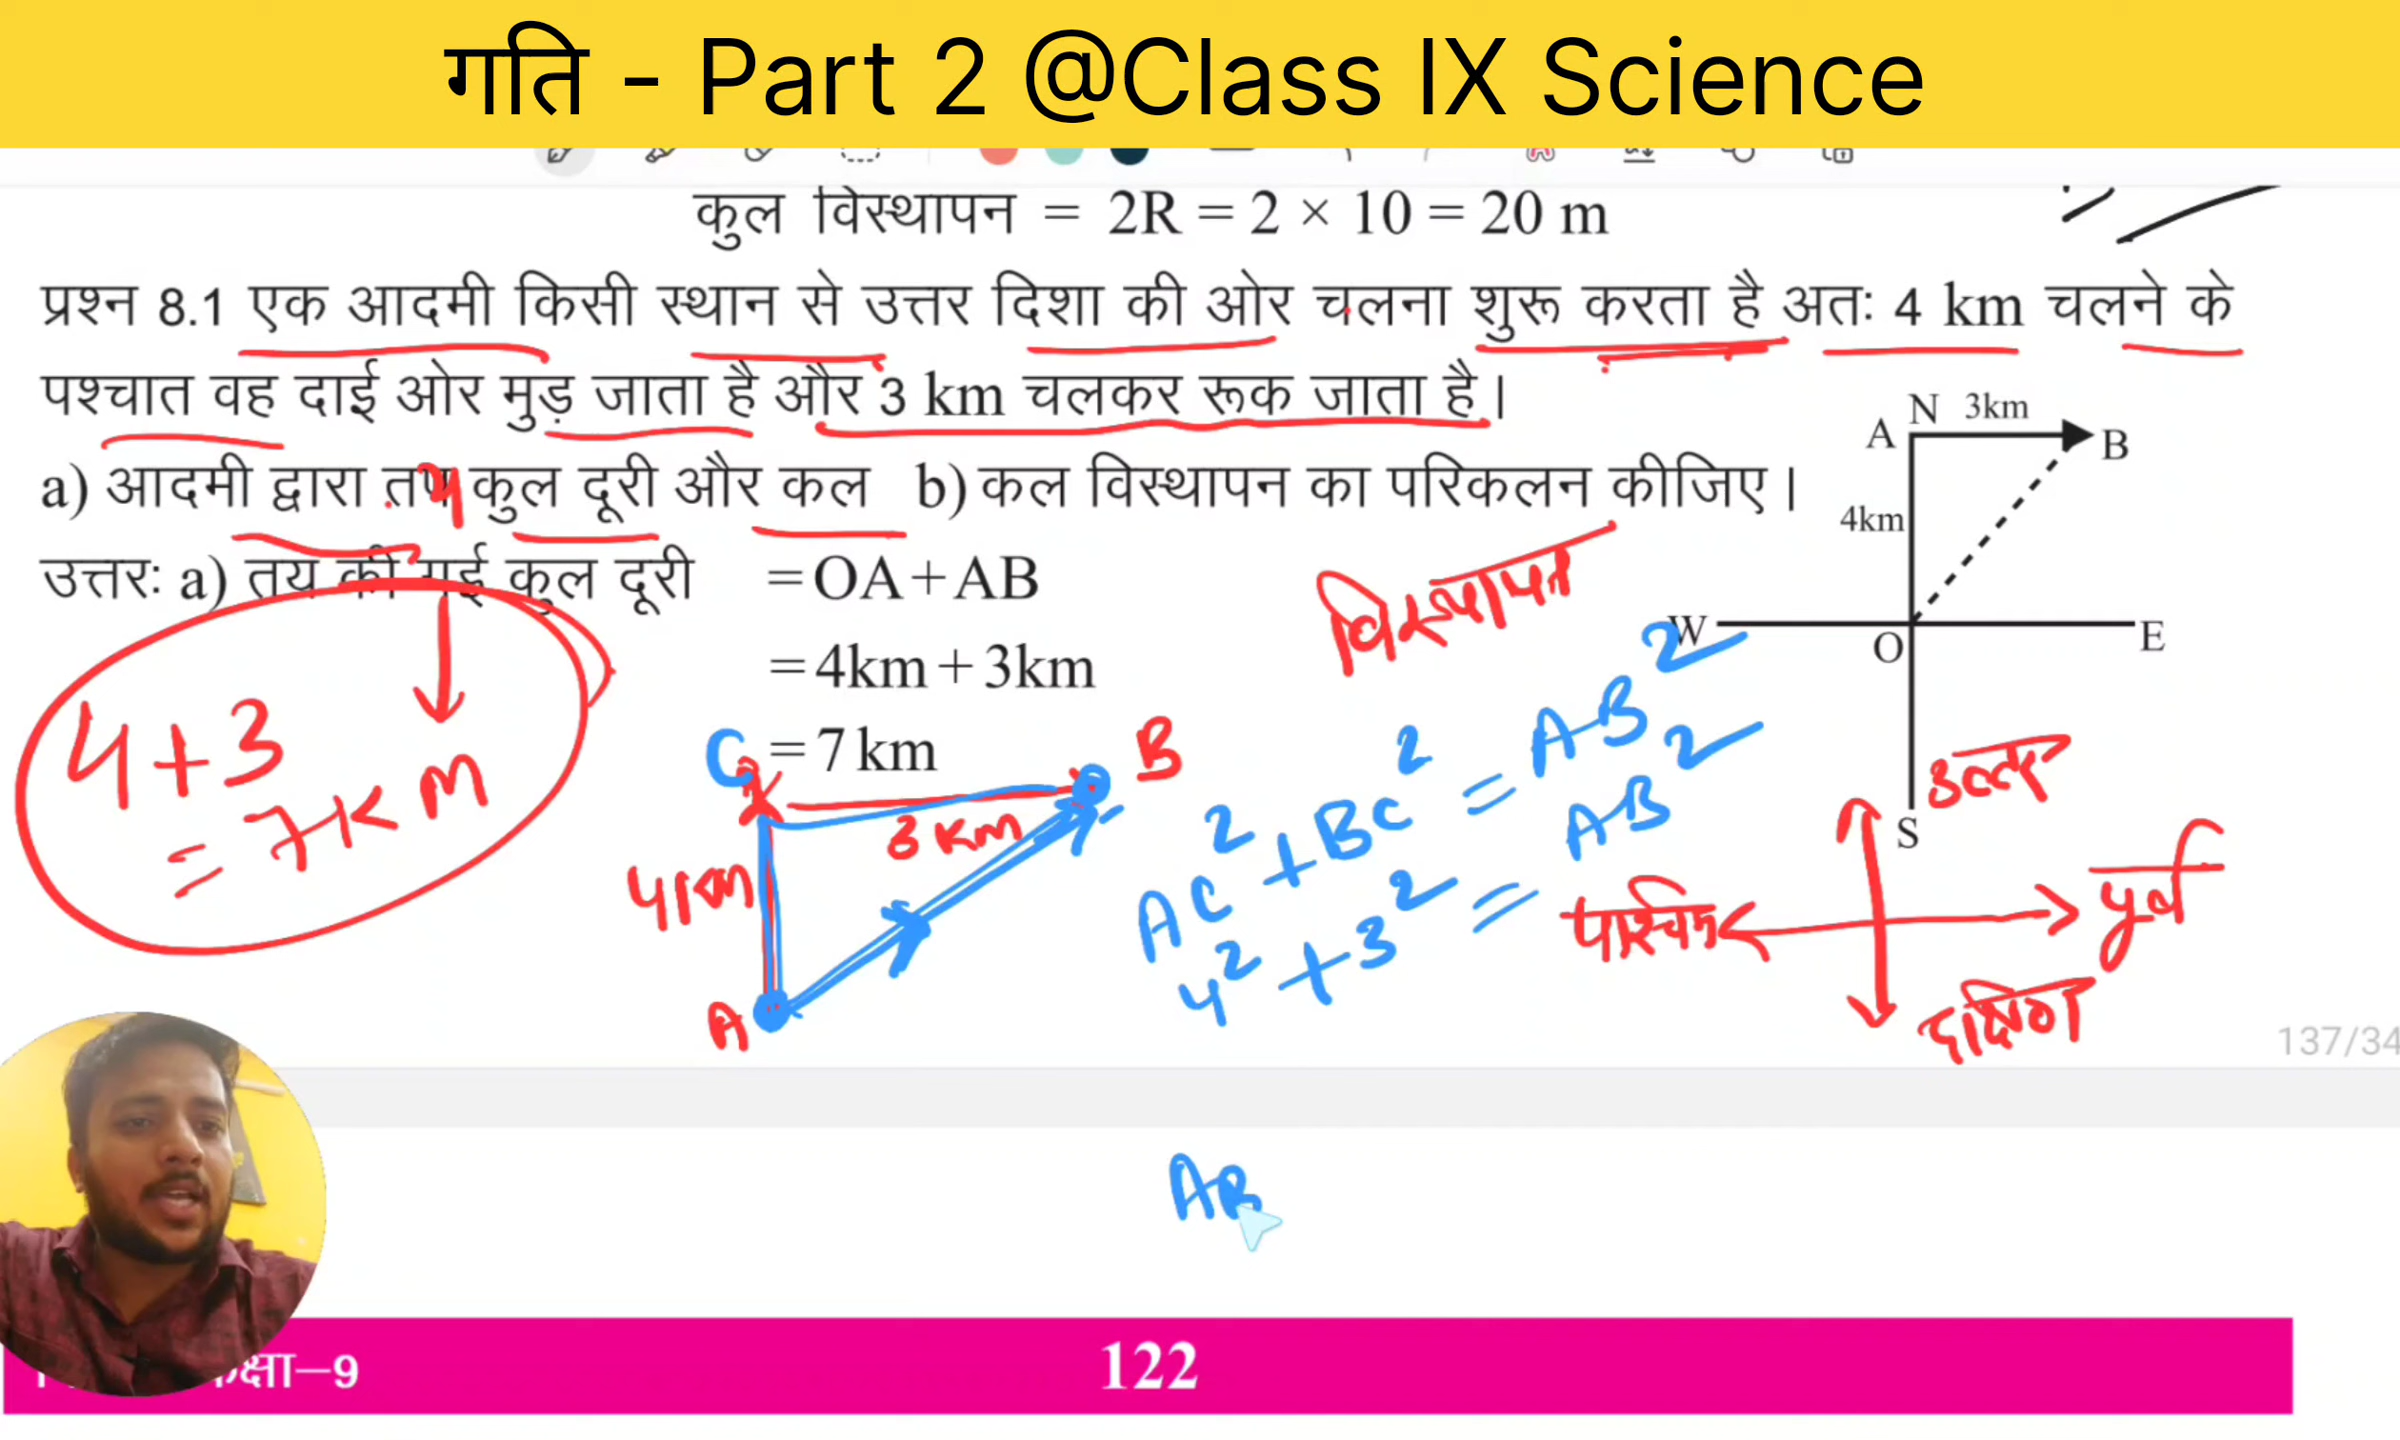 गति - Part 2 @Class IX Science
कुल विस्थापन = 2R = 2 × 10 = 20 m
प्रश्न 8.1 एक आदमी किसी स्थान से उत्तर दिशा की ओर चलना शुरू करता है अतः 4 km चलने के
पश्चात वह दाई ओर मुड़ जाता है और 3 km चलकर रूक जाता है।
a) आदमी द्वारा कुल दूरी और कल b) कल विस्थापन का परिकलन कीजिए।
उत्तरः a) तय की गई कुल दूरी = OA+AB
= 4km+3km
= 7 km
N 3km
A B
4km
W O E
S
विस्थापन
4+3
= 7KM
C B
3 KM
4KM
A
AC² + BC² = AB²
4² + 3² = AB²
उत्तर
पश्चिम पूर्व
दक्षिण
137/34
AB
क्षा–9 122